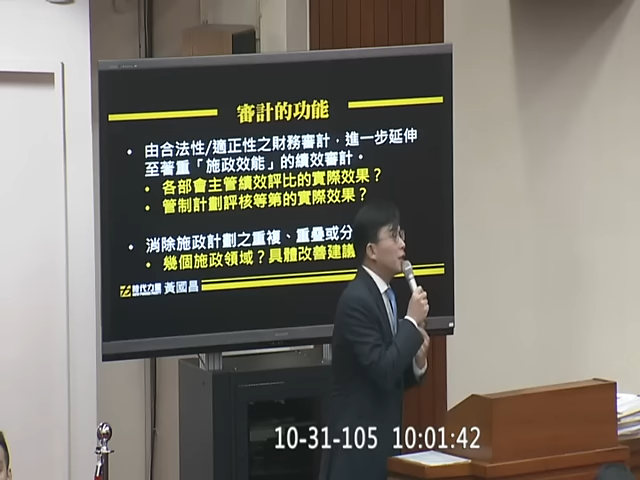 審計的功能
• 由合法性/適正性之財務審計，進一步延伸
至著重「施政效能」的績效審計。
• 各部會主管績效評比的實際效果？
• 管制計劃評核等第的實際效果？
• 消除施政計劃之重複、重疊或分
• 幾個施政領域？具體改善建議
時代力量 黃國昌
10-31-105 10:01:42